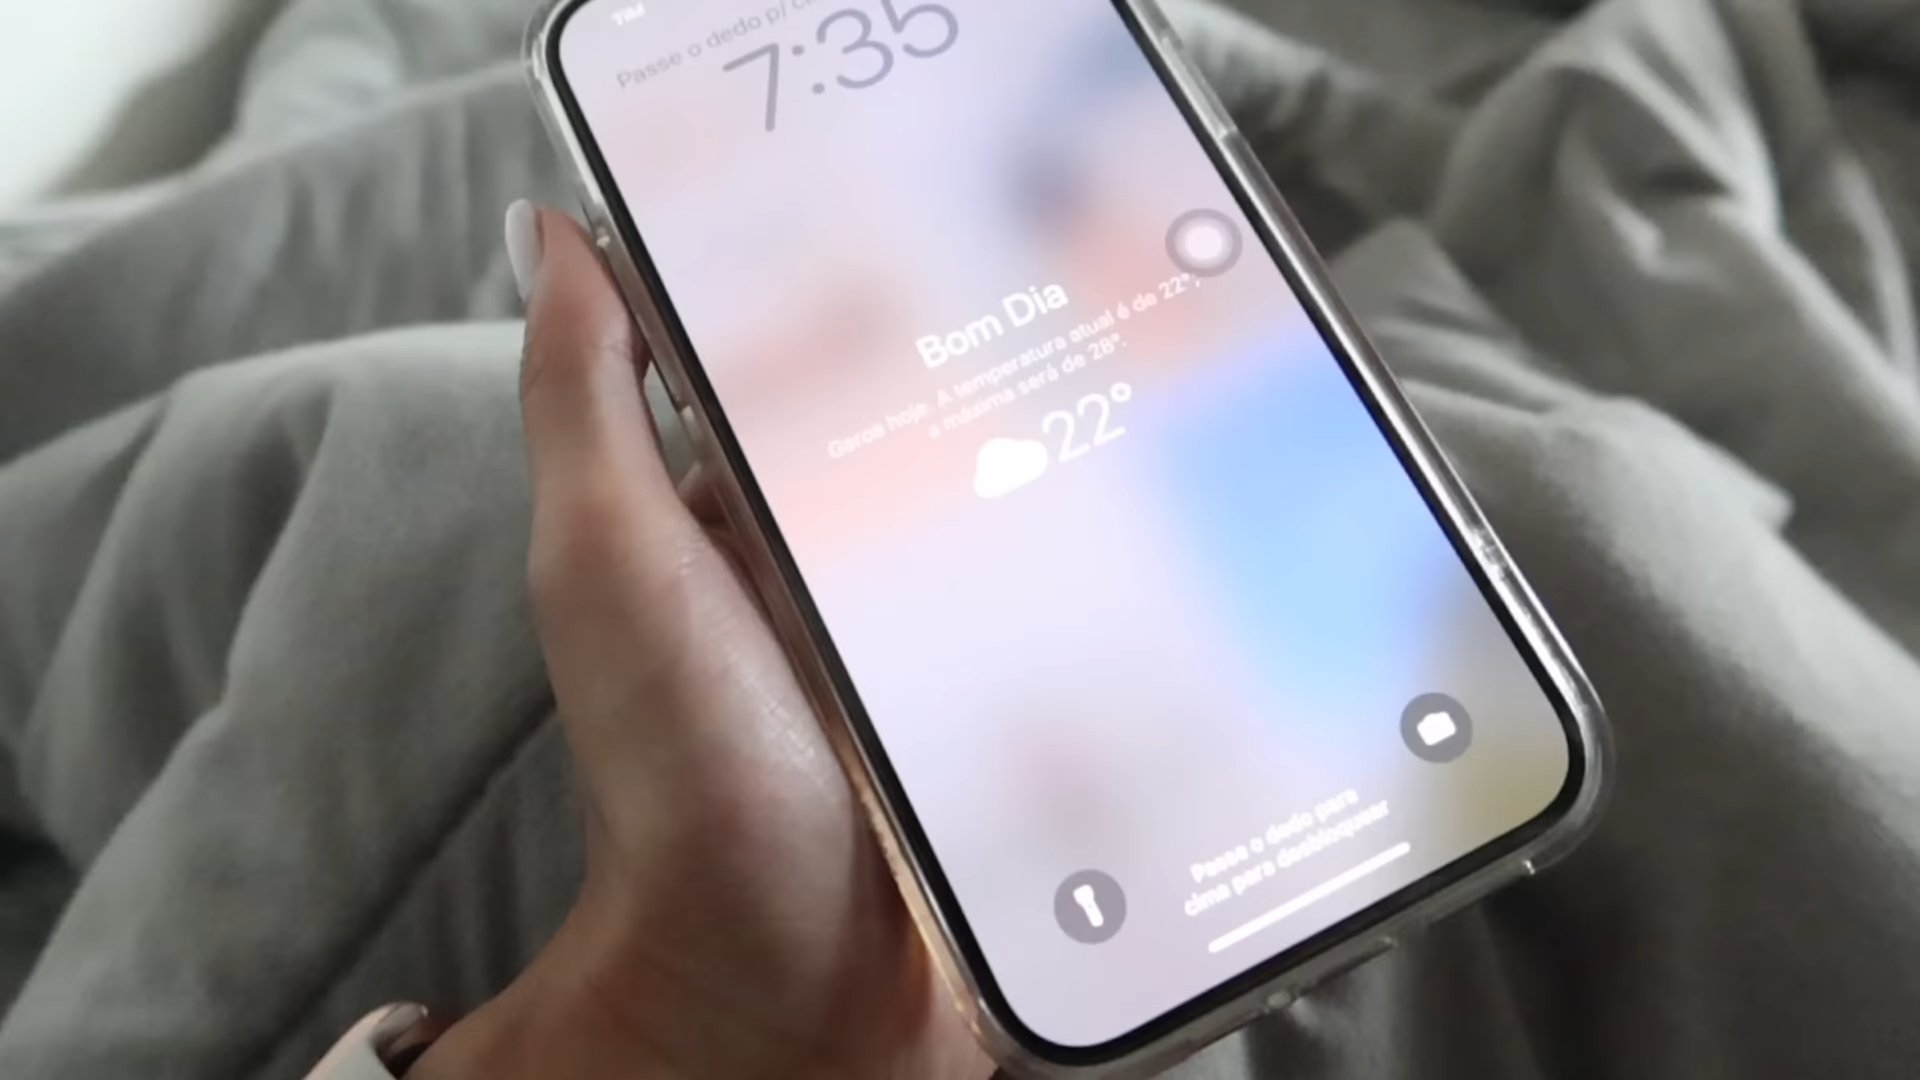 TIM
Passe o dedo p/
7:35
Bom Dia
Garoa hoje. A temperatura atual é de 22°;
a máxima será de 28°.
22°
Passe o dedo para
cima para desbloquear